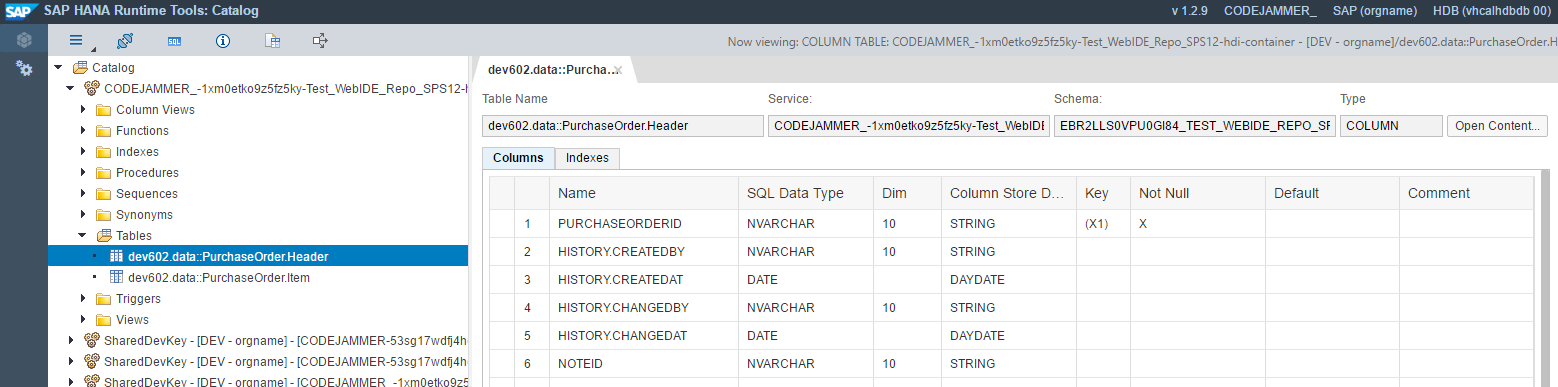 SAP SAP HANA Runtime Tools: Catalog v 1.2.9 CODEJAMMER_ SAP (orgname) HDB (vhcalhdbdb 00)
SQL Now viewing: COLUMN TABLE: CODEJAMMER_-1xm0etko9z5fz5ky-Test_WebIDE_Repo_SPS12-hdi-container - [DEV - orgname]/dev602.data::PurchaseOrder.H
Catalog
CODEJAMMER_-1xm0etko9z5fz5ky-Test_WebIDE_Repo_SPS12-h
Column Views
Functions
Indexes
Procedures
Sequences
Synonyms
Tables
dev602.data::PurchaseOrder.Header
dev602.data::PurchaseOrder.Item
Triggers
Views
SharedDevKey - [DEV - orgname] - [CODEJAMMER-53sg17wdfj4h
SharedDevKey - [DEV - orgname] - [CODEJAMMER-53sg17wdfj4h
SharedDevKey - [DEV - orgname] - [CODEJAMMER_-1xm0etko9z5
dev602.data::Purcha...
Table Name Service: Schema: Type
dev602.data::PurchaseOrder.Header CODEJAMMER_-1xm0etko9z5fz5ky-Test_WebIDE EBR2LLS0VPU0GI84_TEST_WEBIDE_REPO_SF COLUMN Open Content...
Columns Indexes
Name SQL Data Type Dim Column Store D... Key Not Null Default Comment
1 PURCHASEORDERID NVARCHAR 10 STRING (X1) X
2 HISTORY.CREATEDBY NVARCHAR 10 STRING
3 HISTORY.CREATEDAT DATE DAYDATE
4 HISTORY.CHANGEDBY NVARCHAR 10 STRING
5 HISTORY.CHANGEDAT DATE DAYDATE
6 NOTEID NVARCHAR 10 STRING